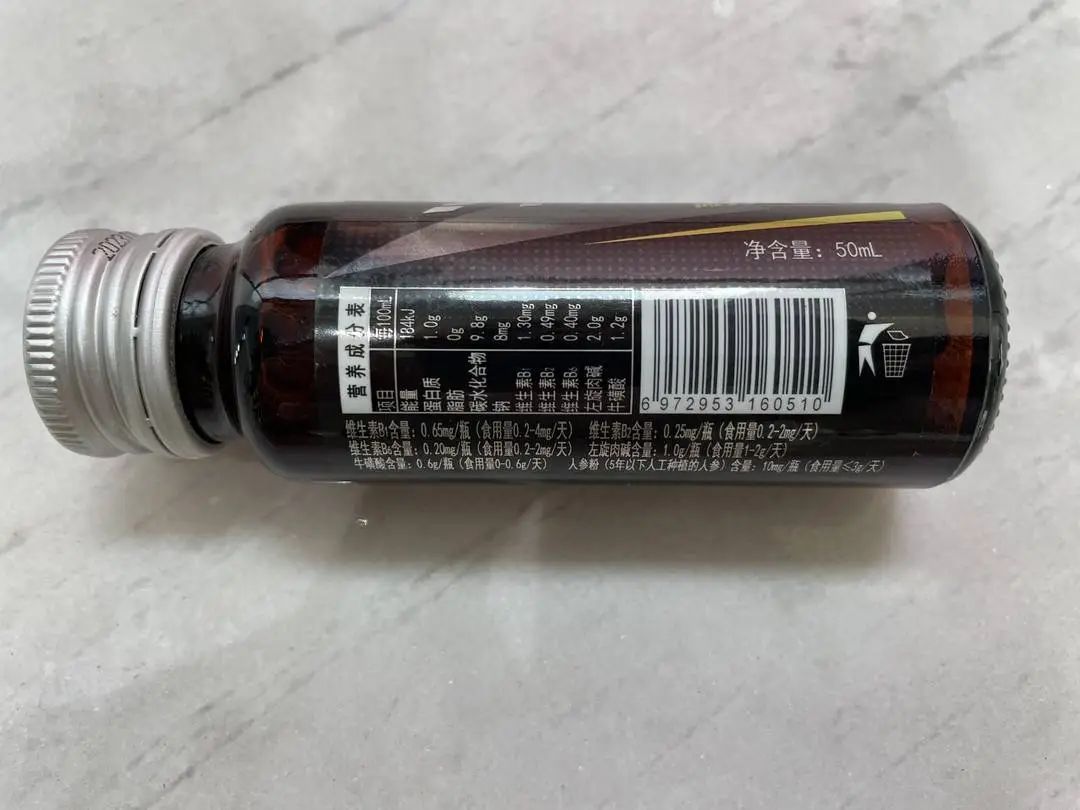 净含量：50mL
营养成分表
项目 每100mL
能量 184kJ
蛋白质 1.0g
脂肪 0g
碳水化合物 9.8g
钠 8mg
维生素B₁ 1.30mg
维生素B₂ 0.49mg
维生素B₆ 0.40mg
左旋肉碱 2.0g
牛磺酸 1.2g
6 972953 160510
维生素B₁含量：0.65mg/瓶（食用量0.2-4mg/天） 维生素B₂含量：0.25mg/瓶（食用量0.2-2mg/天）
维生素B₆含量：0.20mg/瓶（食用量0.2-2mg/天） 左旋肉碱含量：1.0g/瓶（食用量1-2g/天）
牛磺酸含量：0.6g/瓶（食用量0-0.6g/天） 人参粉（5年以下人工种植的人参）含量：10mg/瓶（食用量≤3g/天）